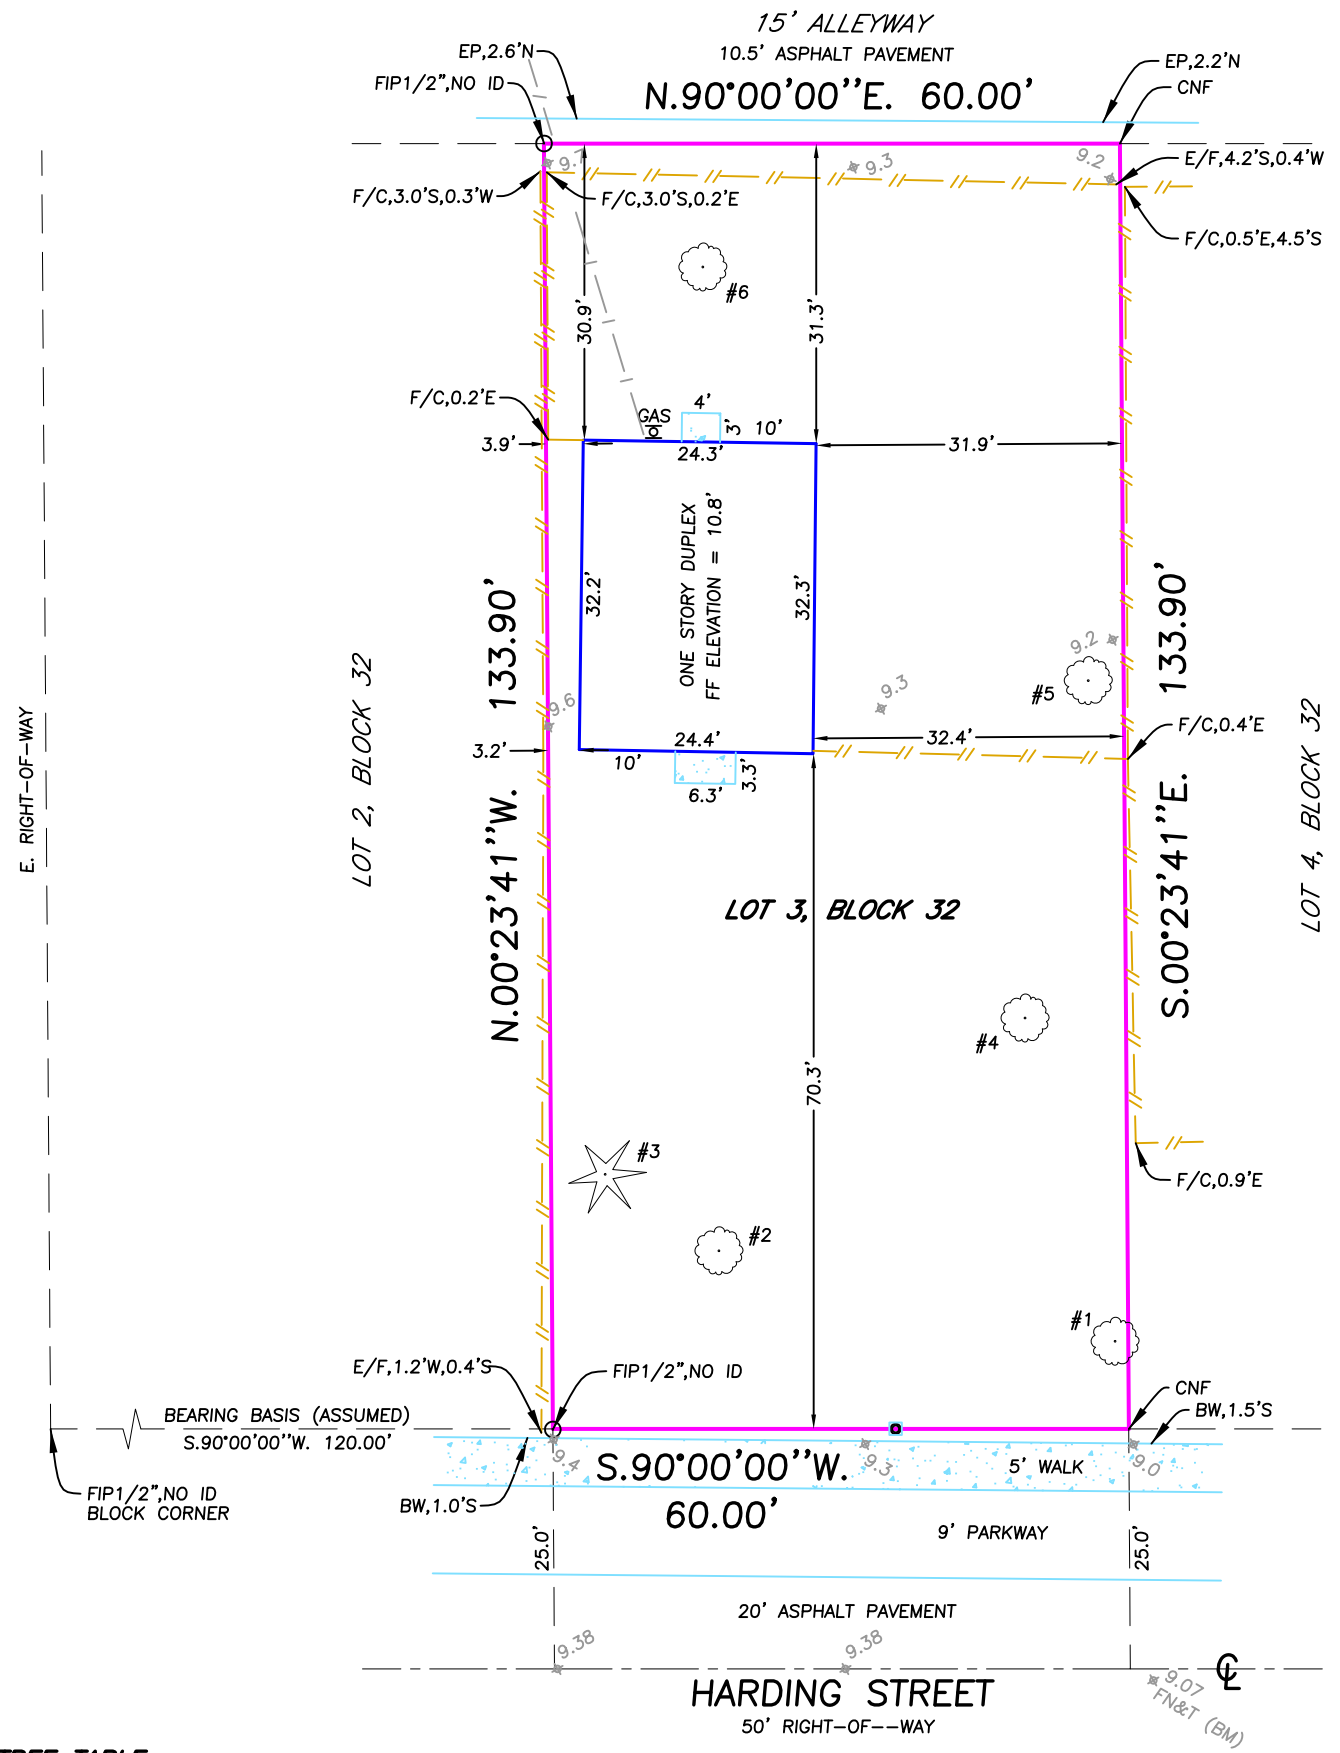 15' ALLEYWAY
10.5' ASPHALT PAVEMENT
EP,2.6'N
EP,2.2'N
FIP1/2",NO ID
CNF
N.90°00'00"E. 60.00'
9.7
9.3
9.2
E/F,4.2'S,0.4'W
F/C,3.0'S,0.3'W
F/C,3.0'S,0.2'E
F/C,0.5'E,4.5'S
#6
30.9'
31.3'
F/C,0.2'E
4'
GAS
3'
10'
3.9'
24.3'
31.9'
ONE STORY DUPLEX
FF ELEVATION = 10.8'
32.2'
32.3'
N.00°23'41"W. 133.90'
S.00°23'41"E. 133.90'
9.2
#5
9.3
9.6
LOT 2, BLOCK 32
LOT 4, BLOCK 32
E. RIGHT-OF-WAY
F/C,0.4'E
3.2'
24.4'
32.4'
10'
3.3'
6.3'
LOT 3, BLOCK 32
#4
70.3'
#3
F/C,0.9'E
#2
#1
E/F,1.2'W,0.4'S
FIP1/2",NO ID
CNF
BW,1.5'S
BEARING BASIS (ASSUMED)
S.90°00'00"W. 120.00'
9.4
9.3
9.0
S.90°00'00"W.
60.00'
5' WALK
FIP1/2",NO ID
BLOCK CORNER
BW,1.0'S
9' PARKWAY
25.0'
25.0'
20' ASPHALT PAVEMENT
9.38
9.38
℄
HARDING STREET
50' RIGHT-OF--WAY
9.07
FN&T (BM)
TREE TABLE